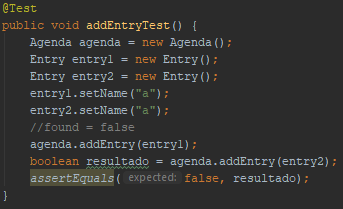 @Test
public void addEntryTest() {
Agenda agenda = new Agenda();
Entry entry1 = new Entry();
Entry entry2 = new Entry();
entry1.setName("a");
entry2.setName("a");
//found = false
agenda.addEntry(entry1);
boolean resultado = agenda.addEntry(entry2);
assertEquals( expected: false, resultado);
}